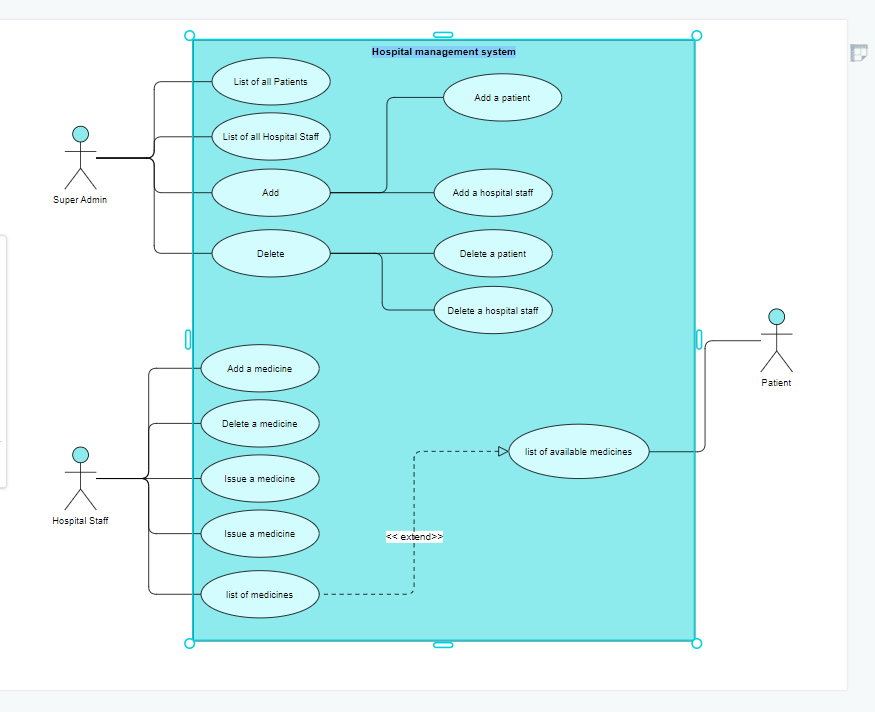 Hospital management system
List of all Patients
Add a patient
List of all Hospital Staff
Super Admin
Add
Add a hospital staff
Delete
Delete a patient
Delete a hospital staff
Patient
Add a medicine
Delete a medicine
list of available medicines
Issue a medicine
Hospital Staff
Issue a medicine
<< extend>>
list of medicines